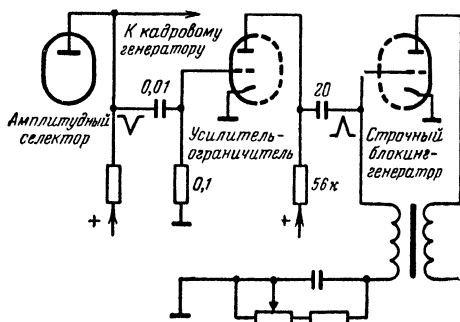 К кадровому
генератору
0,01
20
Амплитудный
селектор
Усилитель-
ограничитель
Строчный
блокинг-
генератор
0,1
56к
+
+